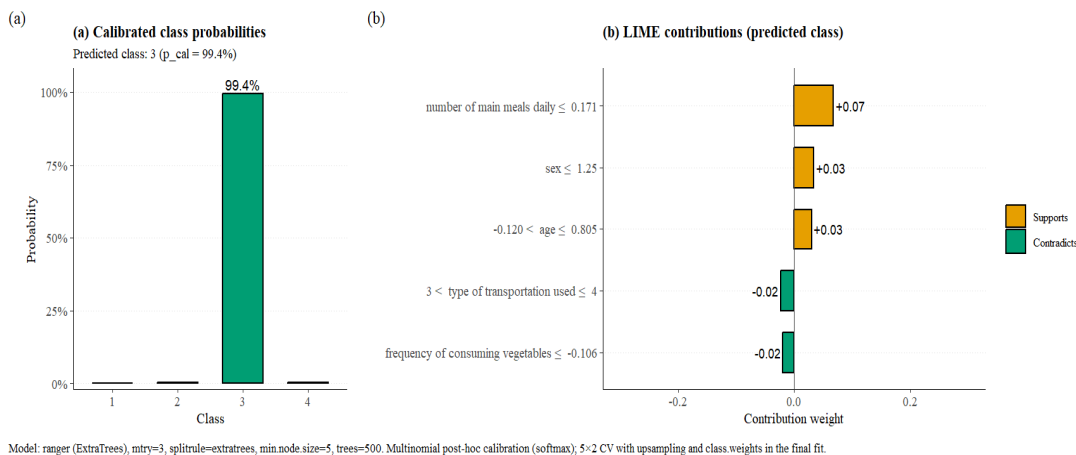 (a)
(b)
(a) Calibrated class probabilities
Predicted class: 3 (p_cal = 99.4%)
100%
75%
50%
25%
0%
Probability
99.4%
1 2 3 4
Class
(b) LIME contributions (predicted class)
number of main meals daily ≤ 0.171
+0.07
sex ≤ 1.25
+0.03
-0.120 < age ≤ 0.805
+0.03
3 < type of transportation used ≤ 4
-0.02
frequency of consuming vegetables ≤ -0.106
-0.02
-0.2 0.0 0.2
Contribution weight
Supports
Contradicts
Model: ranger (ExtraTrees), mtry=3, splitrule=extratrees, min.node.size=5, trees=500. Multinomial post-hoc calibration (softmax); 5×2 CV with upsampling and class.weights in the final fit.